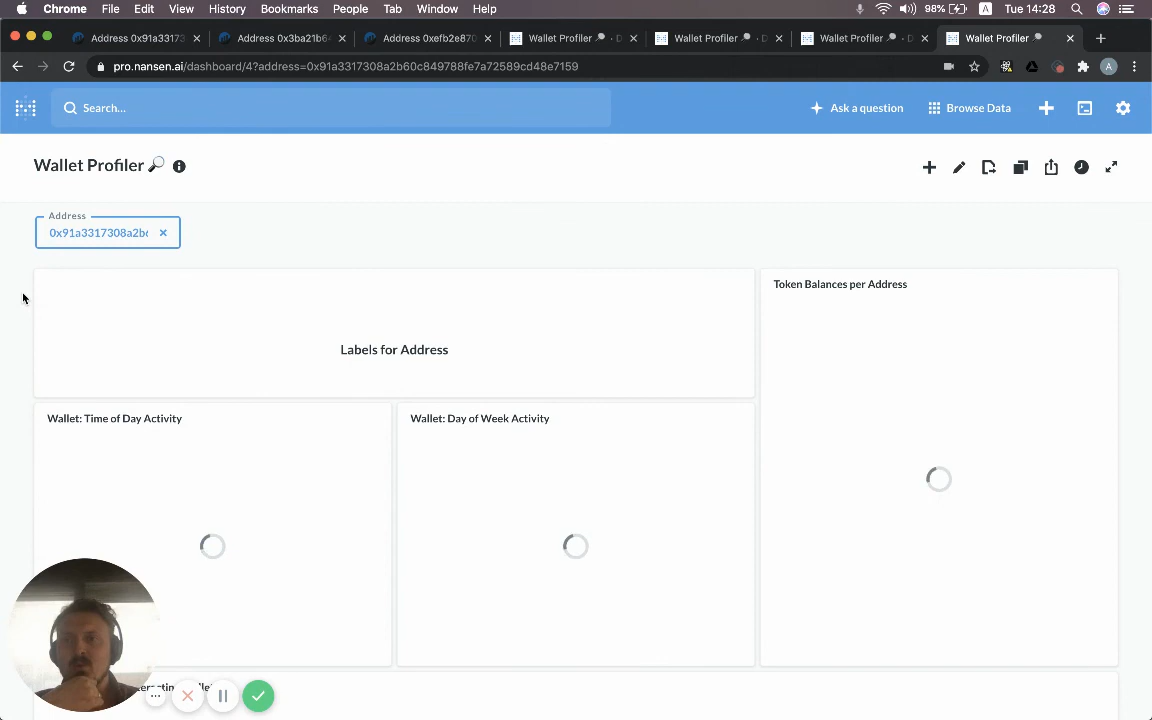 Chrome File Edit View History Bookmarks People Tab Window Help 98% A Tue 14:28
Address 0x91a3317 Address 0x3ba21b6 Address 0xefb2e870 Wallet Profiler Wallet Profiler Wallet Profiler Wallet Profiler
pro.nansen.ai/dashboard/4?address=0x91a3317308a2b60c849788fe7a72589cd48e7159 A
Search... Ask a question Browse Data
Wallet Profiler
Address
0x91a3317308a2b
Labels for Address
Token Balances per Address
Wallet: Time of Day Activity
Wallet: Day of Week Activity